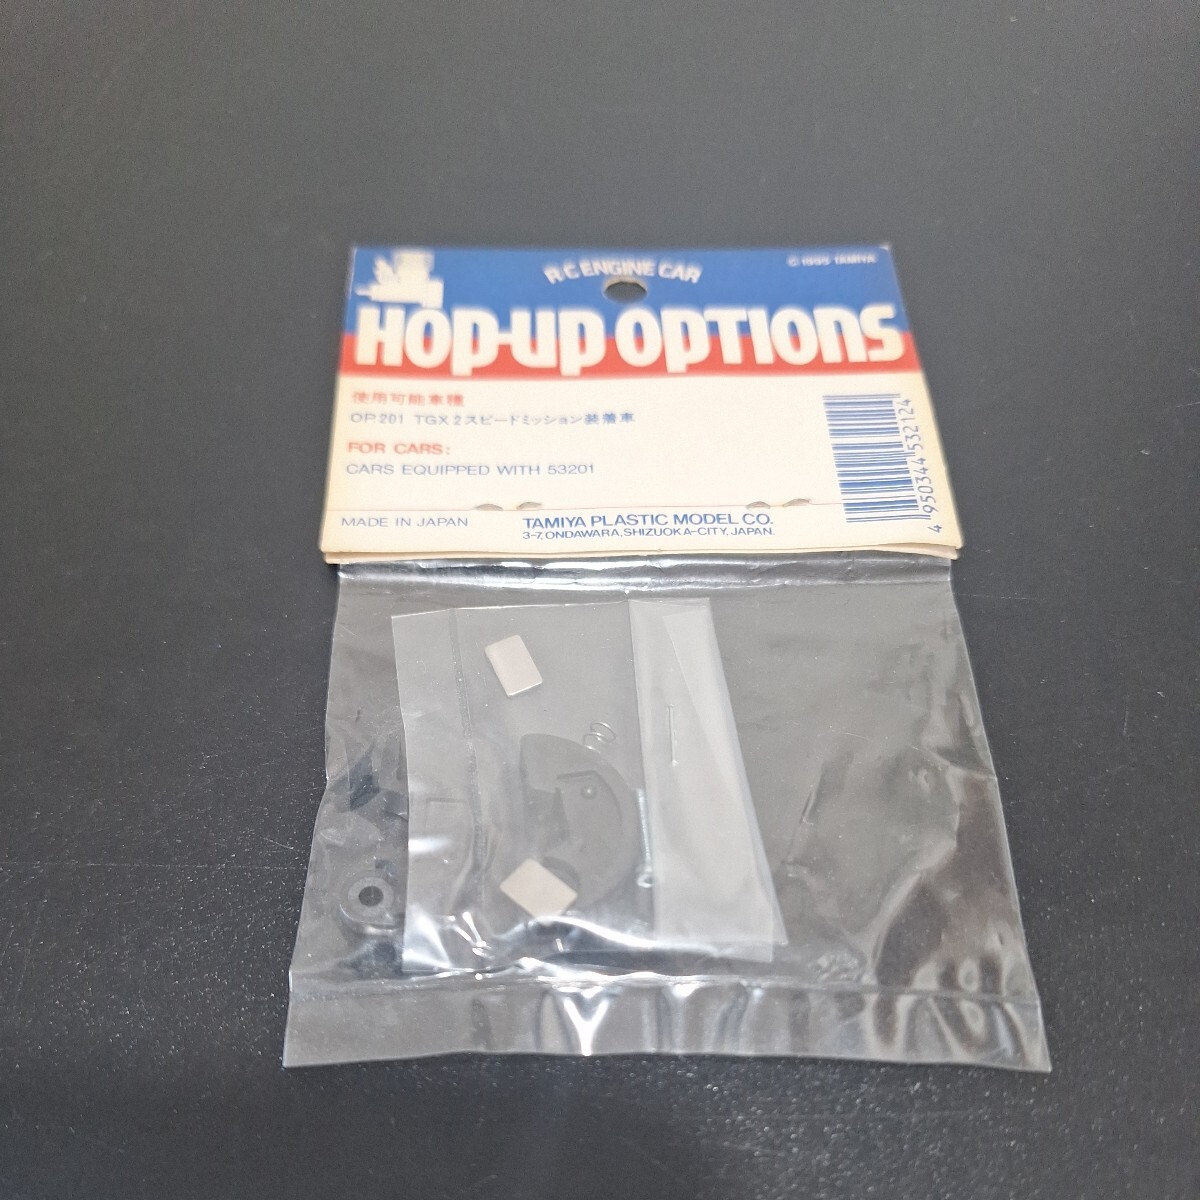 R·C ENGINE CAR
© 1995 TAMIYA
HOP-UP OPTIONS
使用可能車種
OP.201 TGX 2スピードミッション装着車
FOR CARS:
CARS EQUIPPED WITH 53201
4 950344 532124
MADE IN JAPAN
TAMIYA PLASTIC MODEL CO.
3-7, ONDAWARA, SHIZUOKA-CITY, JAPAN.